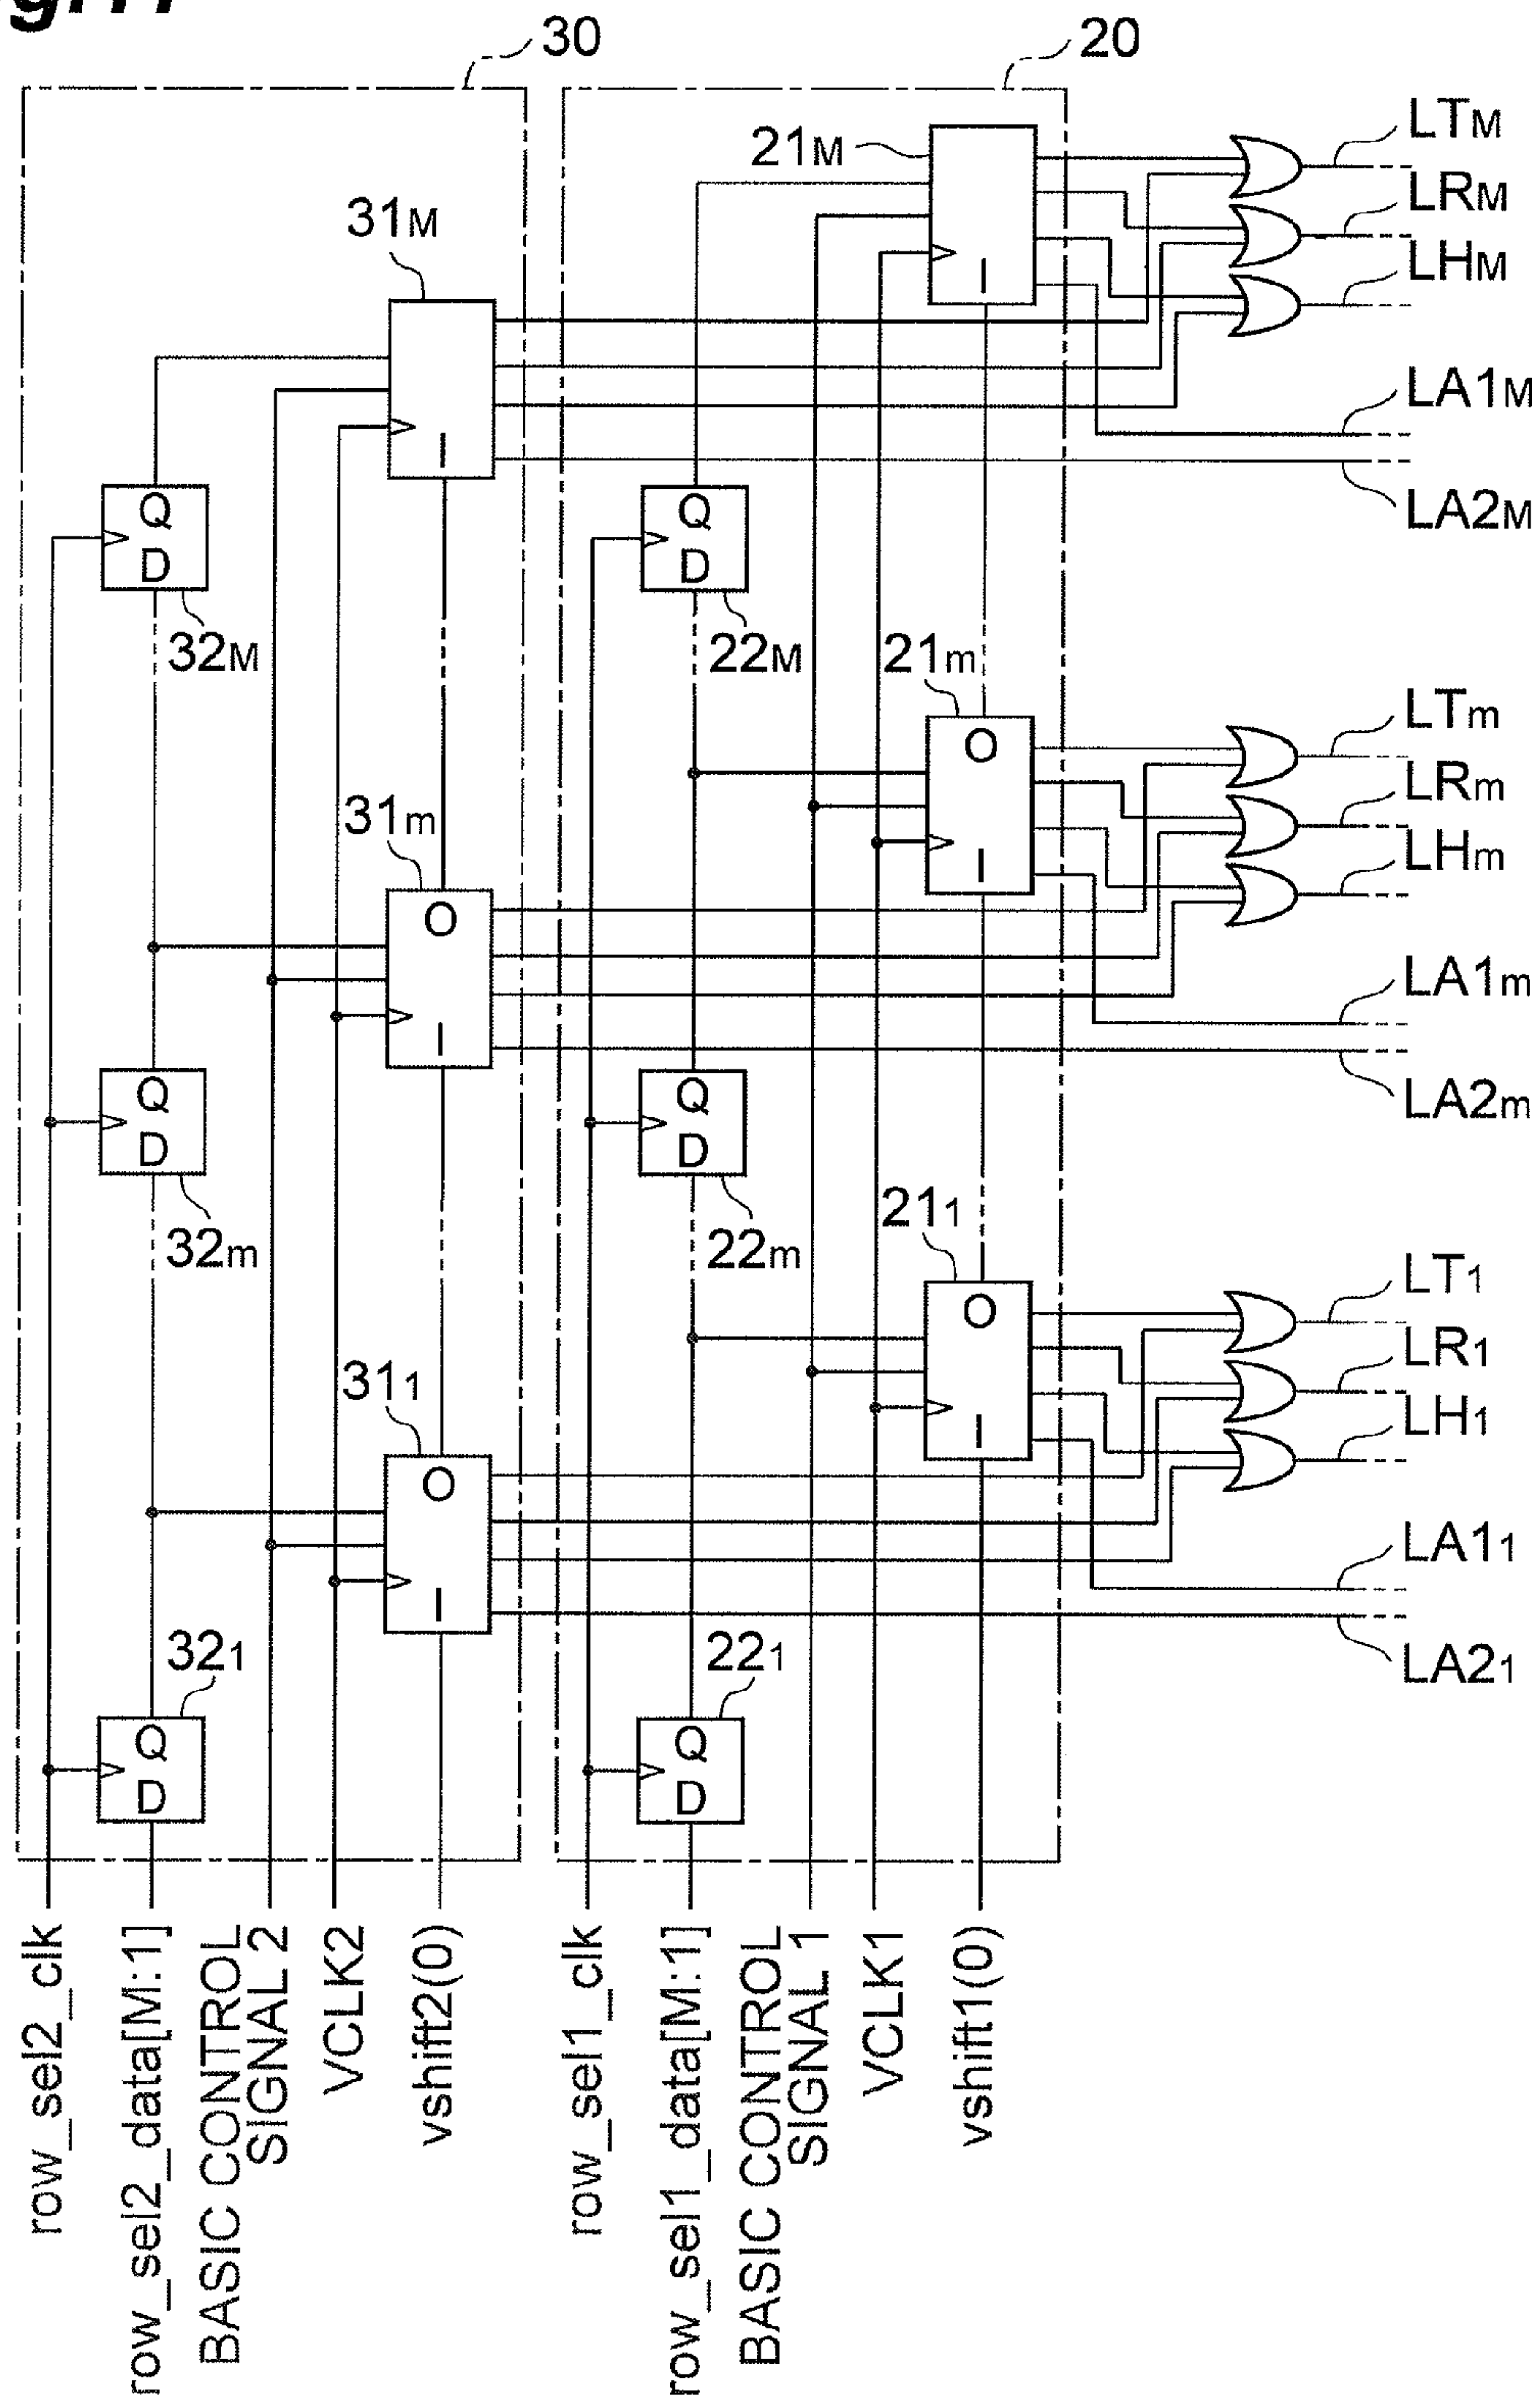 30
20
LTM
21M
LRM
31M
LHM
LA1M
LA2M
Q
D
Q
D
I
I
32M
22M
21m
LTm
O
LRm
31m
LHm
I
O
LA1m
I
LA2m
Q
D
Q
D
32m
22m
211
LT1
O
LR1
311
LH1
I
O
LA11
I
LA21
321
221
Q
D
Q
D
row_sel2_clk
row_sel2_data[M:1]
BASIC CONTROL
SIGNAL 2
VCLK2
vshift2(0)
row_sel1_clk
row_sel1_data[M:1]
BASIC CONTROL
SIGNAL 1
VCLK1
vshift1(0)